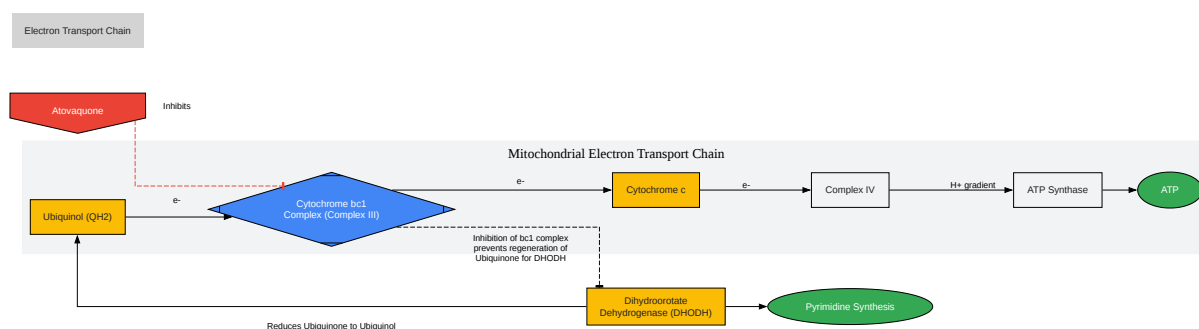 Electron Transport Chain
Atovaquone
Inhibits
Mitochondrial Electron Transport Chain
e-
Cytochrome c
e-
Complex IV
H+ gradient
ATP Synthase
ATP
Ubiquinol (QH2)
e-
Cytochrome bc1
Complex (Complex III)
Inhibition of bc1 complex
prevents regeneration of
Ubiquinone for DHODH
Dihydroorotate
Dehydrogenase (DHODH)
Pyrimidine Synthesis
Reduces Ubiquinone to Ubiquinol